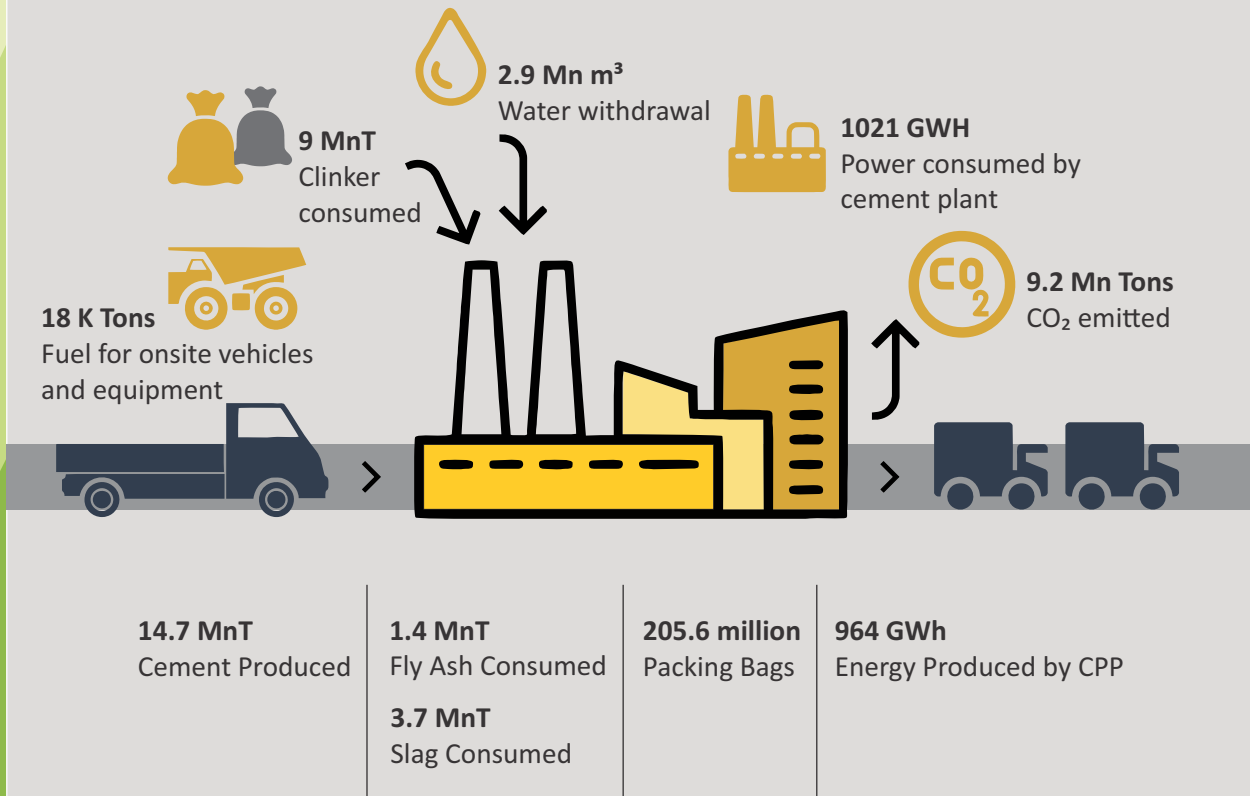 2.9 Mn m³
Water withdrawal
9 MnT
Clinker
consumed
1021 GWH
Power consumed by
cement plant
18 K Tons
Fuel for onsite vehicles
and equipment
CO₂
9.2 Mn Tons
CO₂ emitted
14.7 MnT
Cement Produced
1.4 MnT
Fly Ash Consumed
3.7 MnT
Slag Consumed
205.6 million
Packing Bags
964 GWh
Energy Produced by CPP